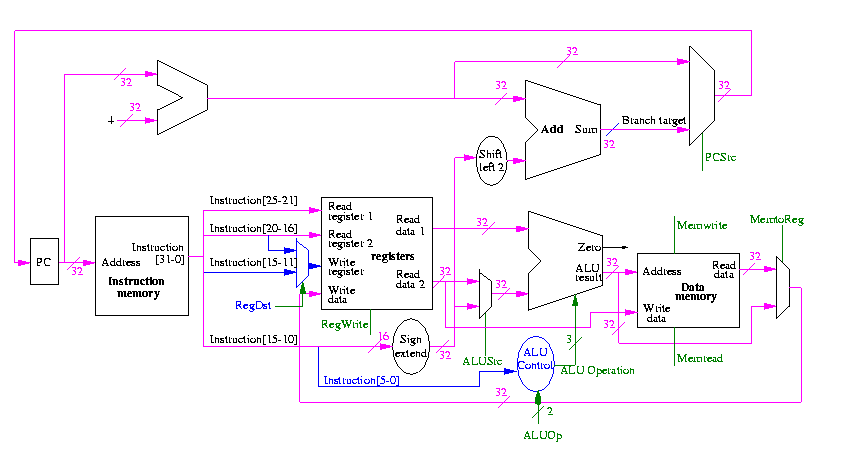 32
32
32
32
+
32
32
Add
Sum
Branch target
32
Shift
left 2
PCSrc
Instruction[25-21]
Read
register 1
Instruction[20-16]
Read
register 2
Read
data 1
32
Memwrite
MemtoReg
Instruction
[31-0]
PC
32
Address
Instruction
memory
Instruction[15-11]
registers
Write
register
Read
data 2
32
32
Zero
ALU
result
32
Address
Read
data
32
Data
memory
Write
data
RegDst
Write
data
RegWrite
32
Instruction[15-10]
16
Sign
extend
32
ALUSrc
ALU
Control
3
ALU Operation
Memread
Instruction[5-0]
32
2
ALUOp